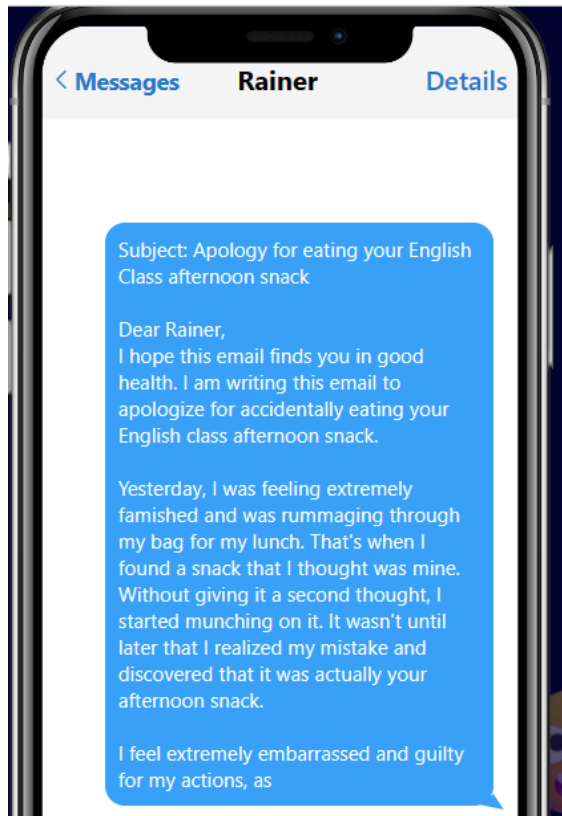 < Messages Rainer Details
Subject: Apology for eating your English
Class afternoon snack
Dear Rainer,
I hope this email finds you in good
health. I am writing this email to
apologize for accidentally eating your
English class afternoon snack.
Yesterday, I was feeling extremely
famished and was rummaging through
my bag for my lunch. That's when I
found a snack that I thought was mine.
Without giving it a second thought, I
started munching on it. It wasn't until
later that I realized my mistake and
discovered that it was actually your
afternoon snack.
I feel extremely embarrassed and guilty
for my actions, as